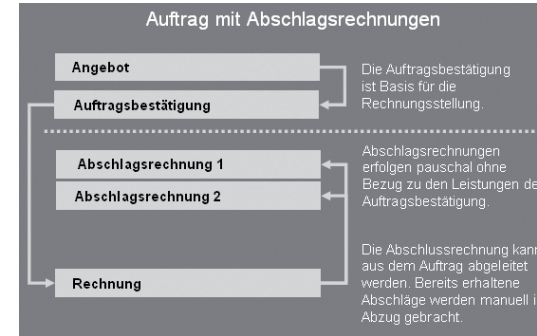 Auftrag mit Abschlagsrechnungen
Angebot
Auftragsbestätigung
Die Auftragsbestätigung
ist Basis für die
Rechnungsstellung.
Abschlagsrechnung 1
Abschlagsrechnung 2
Abschlagsrechnungen
erfolgen pauschal ohne
Bezug zu den Leistungen de
Auftragsbestätigung.
Rechnung
Die Abschlussrechnung kann
aus dem Auftrag abgeleitet
werden. Bereits erhaltene
Abschläge werden manuell i
Abzug gebracht.